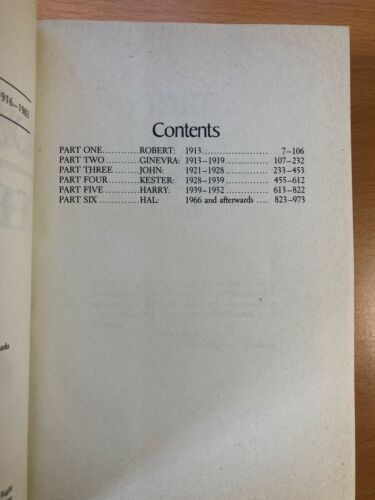 916–1983
Contents
PART ONE..........ROBERT: 1913...................... 7–106
PART TWO..........GINEVRA: 1913–1919............... 107–232
PART THREE.......JOHN: 1921–1928............... 233–453
PART FOUR..........KESTER: 1928–1939............... 455–612
PART FIVE..........HARRY: 1939–1952............... 613–822
PART SIX............HAL: 1966 and afterwards .... 823–973